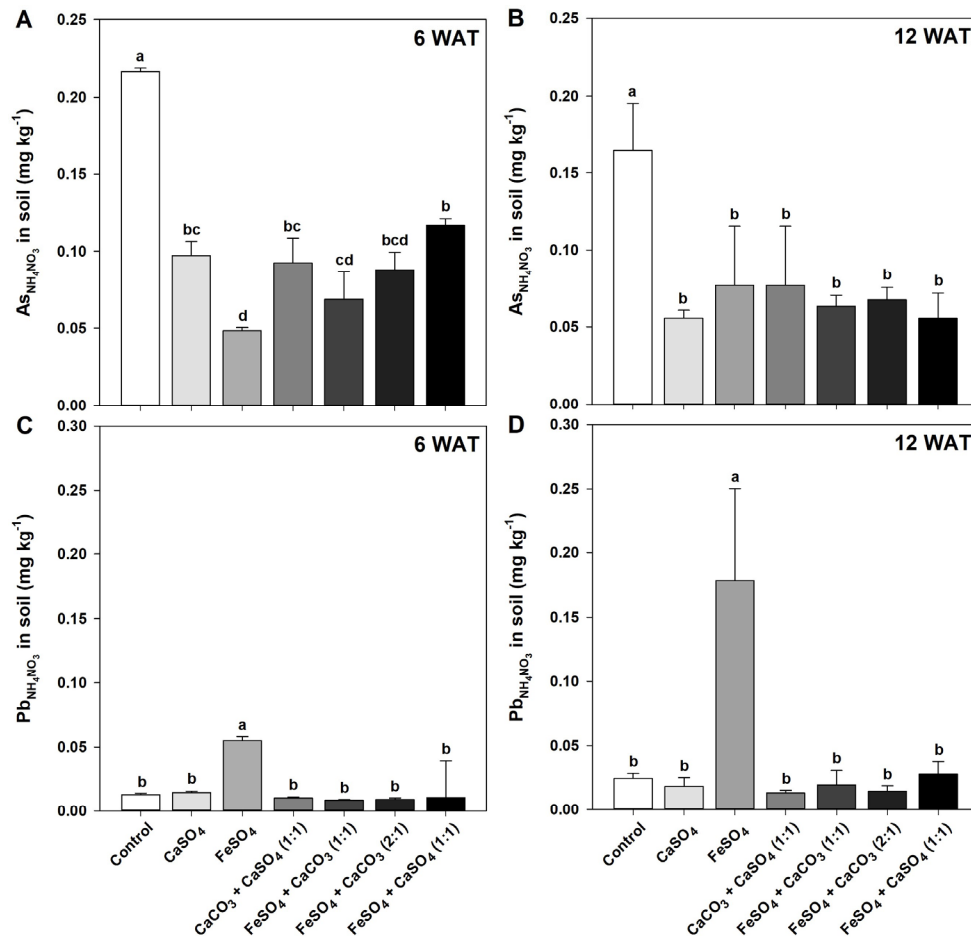 A
6 WAT
As_NH₄NO₃ in soil (mg kg⁻¹)
0.25
0.20
0.15
0.10
0.05
0.00
a
bc
d
bc
cd
bcd
b
B
12 WAT
As_NH₄NO₃ in soil (mg kg⁻¹)
0.25
0.20
0.15
0.10
0.05
0.00
a
b
b
b
b
b
b
C
6 WAT
Pb_NH₄NO₃ in soil (mg kg⁻¹)
0.30
0.25
0.20
0.15
0.10
0.05
0.00
b
b
a
b
b
b
b
Control
CaSO₄
FeSO₄
CaCO₃ + CaSO₄ (1:1)
FeSO₄ + CaCO₃ (1:1)
FeSO₄ + CaCO₃ (2:1)
FeSO₄ + CaSO₄ (1:1)
D
12 WAT
Pb_NH₄NO₃ in soil (mg kg⁻¹)
0.30
0.25
0.20
0.15
0.10
0.05
0.00
b
b
a
b
b
b
b
Control
CaSO₄
FeSO₄
CaCO₃ + CaSO₄ (1:1)
FeSO₄ + CaCO₃ (1:1)
FeSO₄ + CaCO₃ (2:1)
FeSO₄ + CaSO₄ (1:1)